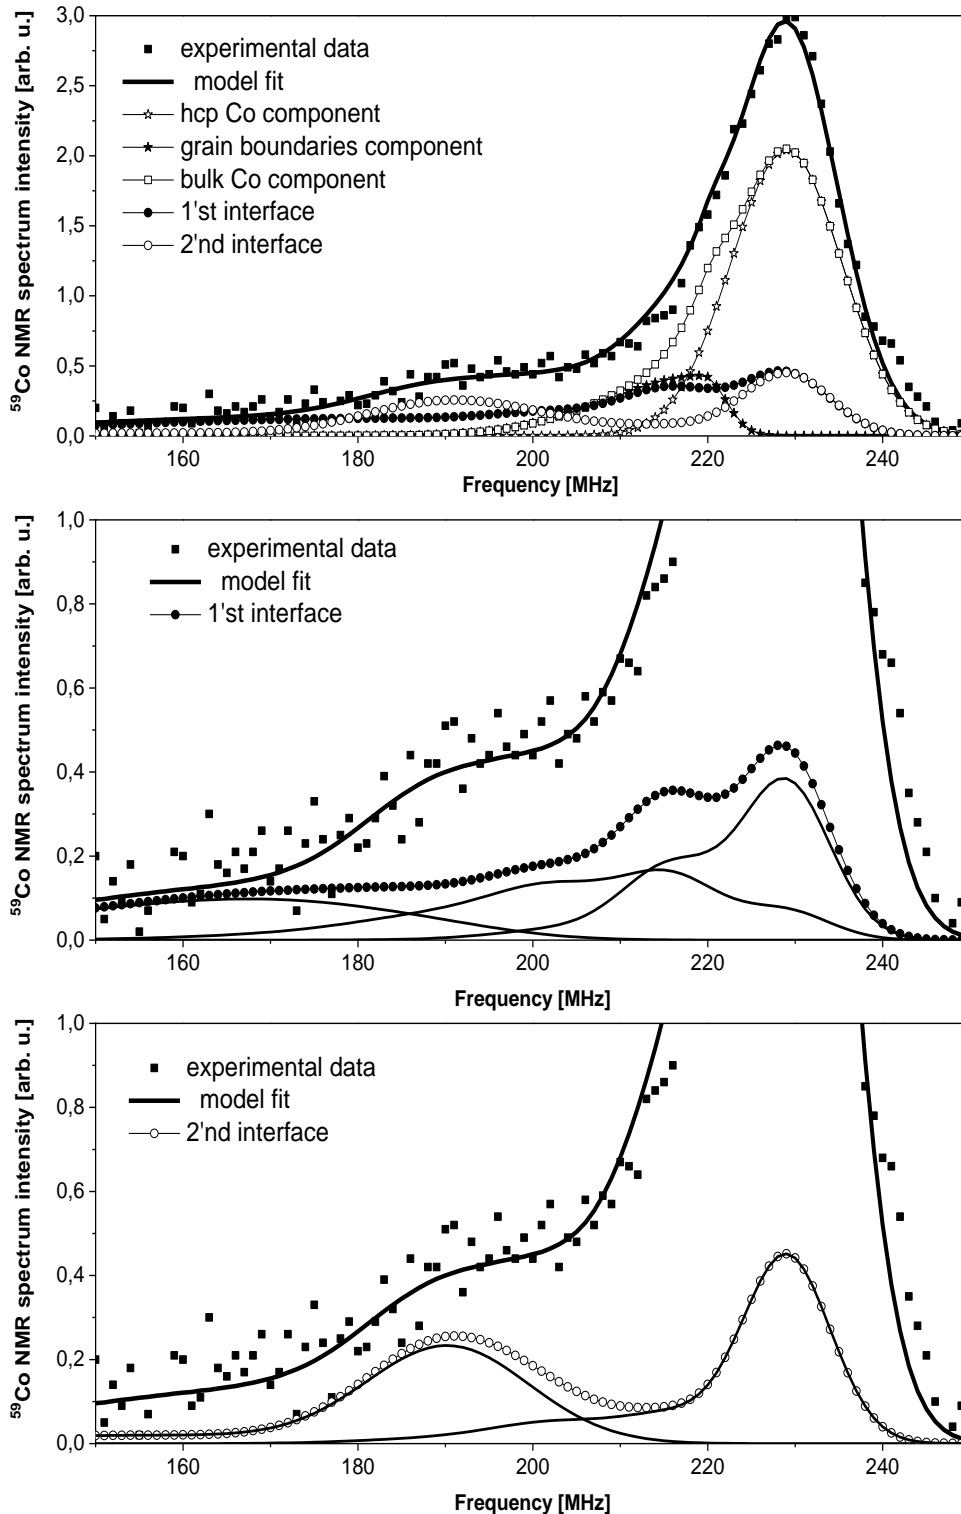 3,0
2,5
2,0
1,5
1,0
0,5
0,0
⁵⁹Co NMR spectrum intensity [arb. u.]
experimental data
model fit
hcp Co component
grain boundaries component
bulk Co component
1'st interface
2'nd interface
160 180 200 220 240
Frequency [MHz]
1,0
0,8
0,6
0,4
0,2
0,0
⁵⁹Co NMR spectrum intensity [arb. u.]
experimental data
model fit
1'st interface
160 180 200 220 240
Frequency [MHz]
1,0
0,8
0,6
0,4
0,2
0,0
⁵⁹Co NMR spectrum intensity [arb. u.]
experimental data
model fit
2'nd interface
160 180 200 220 240
Frequency [MHz]